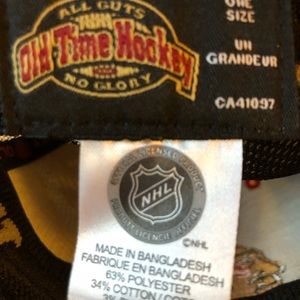 ALL GUTS
Old Time Hockey
NO GLORY
ONE
SIZE
UN
GRANDEUR
CA41097
NHL
©NHL
MADE IN BANGLADESH
FABRIQUE EN BANGLADESH
63% POLYESTER
34% COTTON